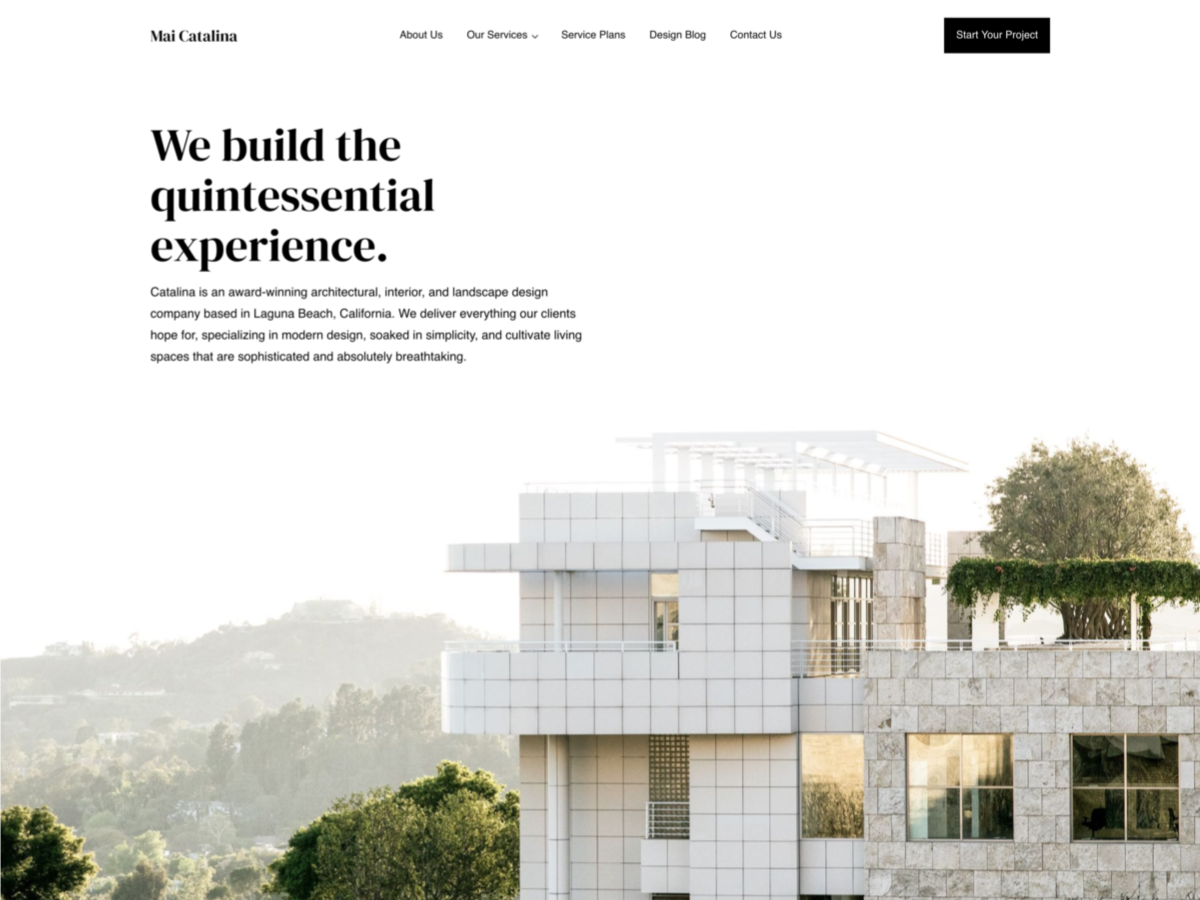 Mai Catalina
About Us
Our Services
Service Plans
Design Blog
Contact Us
Start Your Project
We build the
quintessential
experience.
Catalina is an award-winning architectural, interior, and landscape design
company based in Laguna Beach, California. We deliver everything our clients
hope for, specializing in modern design, soaked in simplicity, and cultivate living
spaces that are sophisticated and absolutely breathtaking.